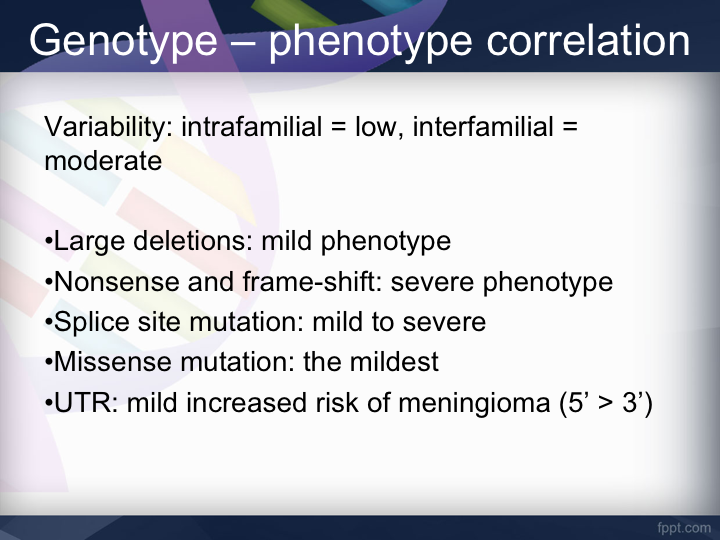 Genotype – phenotype correlation
Variability: intrafamilial = low, interfamilial =
moderate
•Large deletions: mild phenotype
•Nonsense and frame-shift: severe phenotype
•Splice site mutation: mild to severe
•Missense mutation: the mildest
•UTR: mild increased risk of meningioma (5’ > 3’)
fppt.com